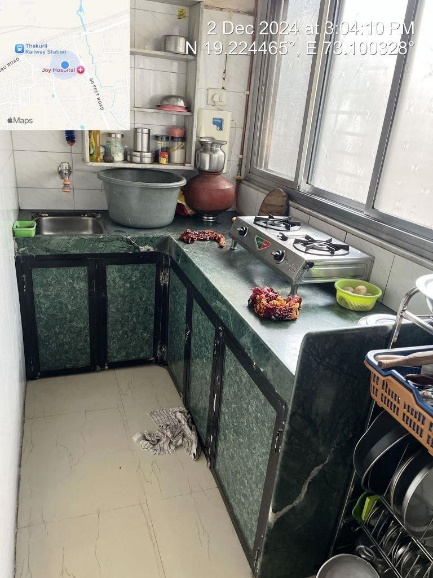 2 Dec 2024 at 3:04:10 PM
N 19.224465°, E 73.100328°
Thakurli
Railway Station
Joy Hospital
Maps